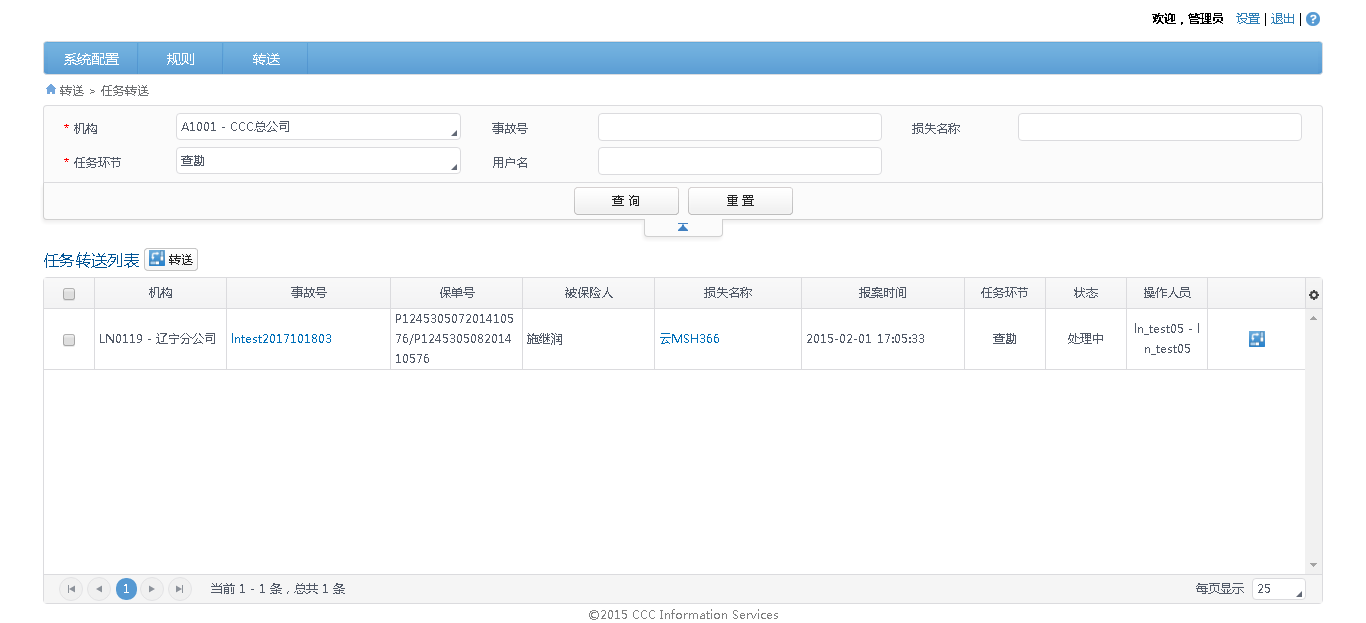 欢迎，管理员 设置 | 退出 | ?
系统配置 规则 转送
转送 » 任务转送
* 机构 A1001 - CCC总公司 事故号 损失名称
* 任务环节 查勘 用户名
查 询 重 置
任务转送列表 转送
机构 事故号 保单号 被保险人 损失名称 报案时间 任务环节 状态 操作人员
LN0119 - 辽宁分公司 lntest2017101803 P1245305072014105 施继润 云MSH366 2015-02-01 17:05:33 查勘 处理中 ln_test05 - l
76/P1245305082014 n_test05
10576
1 当前 1 - 1 条，总共 1 条 每页显示 25
©2015 CCC Information Services